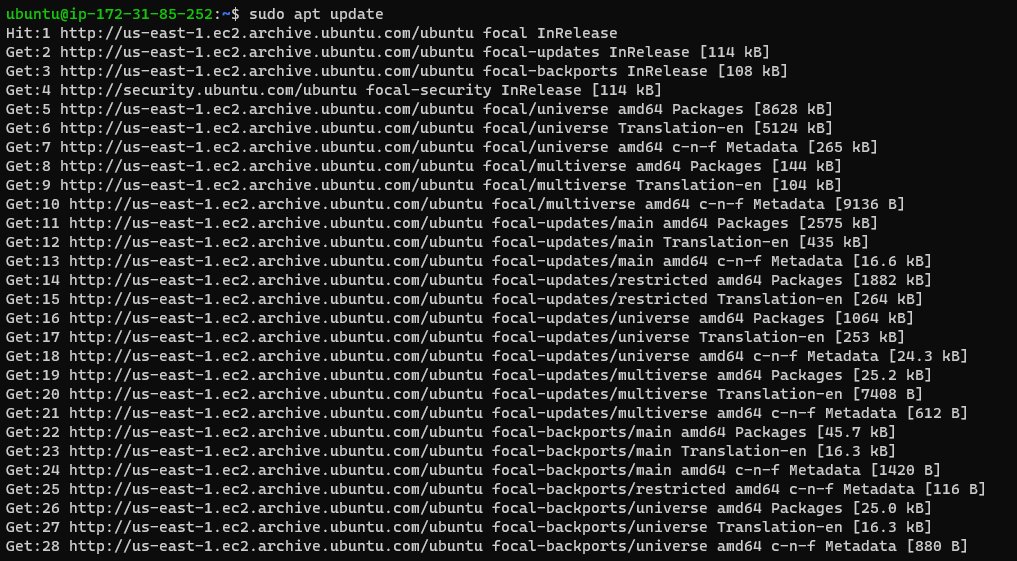 ubuntu@ip-172-31-85-252:~$ sudo apt update
Hit:1 http://us-east-1.ec2.archive.ubuntu.com/ubuntu focal InRelease
Get:2 http://us-east-1.ec2.archive.ubuntu.com/ubuntu focal-updates InRelease [114 kB]
Get:3 http://us-east-1.ec2.archive.ubuntu.com/ubuntu focal-backports InRelease [108 kB]
Get:4 http://security.ubuntu.com/ubuntu focal-security InRelease [114 kB]
Get:5 http://us-east-1.ec2.archive.ubuntu.com/ubuntu focal/universe amd64 Packages [8628 kB]
Get:6 http://us-east-1.ec2.archive.ubuntu.com/ubuntu focal/universe Translation-en [5124 kB]
Get:7 http://us-east-1.ec2.archive.ubuntu.com/ubuntu focal/universe amd64 c-n-f Metadata [265 kB]
Get:8 http://us-east-1.ec2.archive.ubuntu.com/ubuntu focal/multiverse amd64 Packages [144 kB]
Get:9 http://us-east-1.ec2.archive.ubuntu.com/ubuntu focal/multiverse Translation-en [104 kB]
Get:10 http://us-east-1.ec2.archive.ubuntu.com/ubuntu focal/multiverse amd64 c-n-f Metadata [9136 B]
Get:11 http://us-east-1.ec2.archive.ubuntu.com/ubuntu focal-updates/main amd64 Packages [2575 kB]
Get:12 http://us-east-1.ec2.archive.ubuntu.com/ubuntu focal-updates/main Translation-en [435 kB]
Get:13 http://us-east-1.ec2.archive.ubuntu.com/ubuntu focal-updates/main amd64 c-n-f Metadata [16.6 kB]
Get:14 http://us-east-1.ec2.archive.ubuntu.com/ubuntu focal-updates/restricted amd64 Packages [1882 kB]
Get:15 http://us-east-1.ec2.archive.ubuntu.com/ubuntu focal-updates/restricted Translation-en [264 kB]
Get:16 http://us-east-1.ec2.archive.ubuntu.com/ubuntu focal-updates/universe amd64 Packages [1064 kB]
Get:17 http://us-east-1.ec2.archive.ubuntu.com/ubuntu focal-updates/universe Translation-en [253 kB]
Get:18 http://us-east-1.ec2.archive.ubuntu.com/ubuntu focal-updates/universe amd64 c-n-f Metadata [24.3 kB]
Get:19 http://us-east-1.ec2.archive.ubuntu.com/ubuntu focal-updates/multiverse amd64 Packages [25.2 kB]
Get:20 http://us-east-1.ec2.archive.ubuntu.com/ubuntu focal-updates/multiverse Translation-en [7408 B]
Get:21 http://us-east-1.ec2.archive.ubuntu.com/ubuntu focal-updates/multiverse amd64 c-n-f Metadata [612 B]
Get:22 http://us-east-1.ec2.archive.ubuntu.com/ubuntu focal-backports/main amd64 Packages [45.7 kB]
Get:23 http://us-east-1.ec2.archive.ubuntu.com/ubuntu focal-backports/main Translation-en [16.3 kB]
Get:24 http://us-east-1.ec2.archive.ubuntu.com/ubuntu focal-backports/main amd64 c-n-f Metadata [1420 B]
Get:25 http://us-east-1.ec2.archive.ubuntu.com/ubuntu focal-backports/restricted amd64 c-n-f Metadata [116 B]
Get:26 http://us-east-1.ec2.archive.ubuntu.com/ubuntu focal-backports/universe amd64 Packages [25.0 kB]
Get:27 http://us-east-1.ec2.archive.ubuntu.com/ubuntu focal-backports/universe Translation-en [16.3 kB]
Get:28 http://us-east-1.ec2.archive.ubuntu.com/ubuntu focal-backports/universe amd64 c-n-f Metadata [880 B]